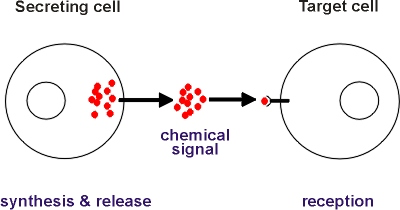 Secreting cell
Target cell
chemical
signal
synthesis & release
reception